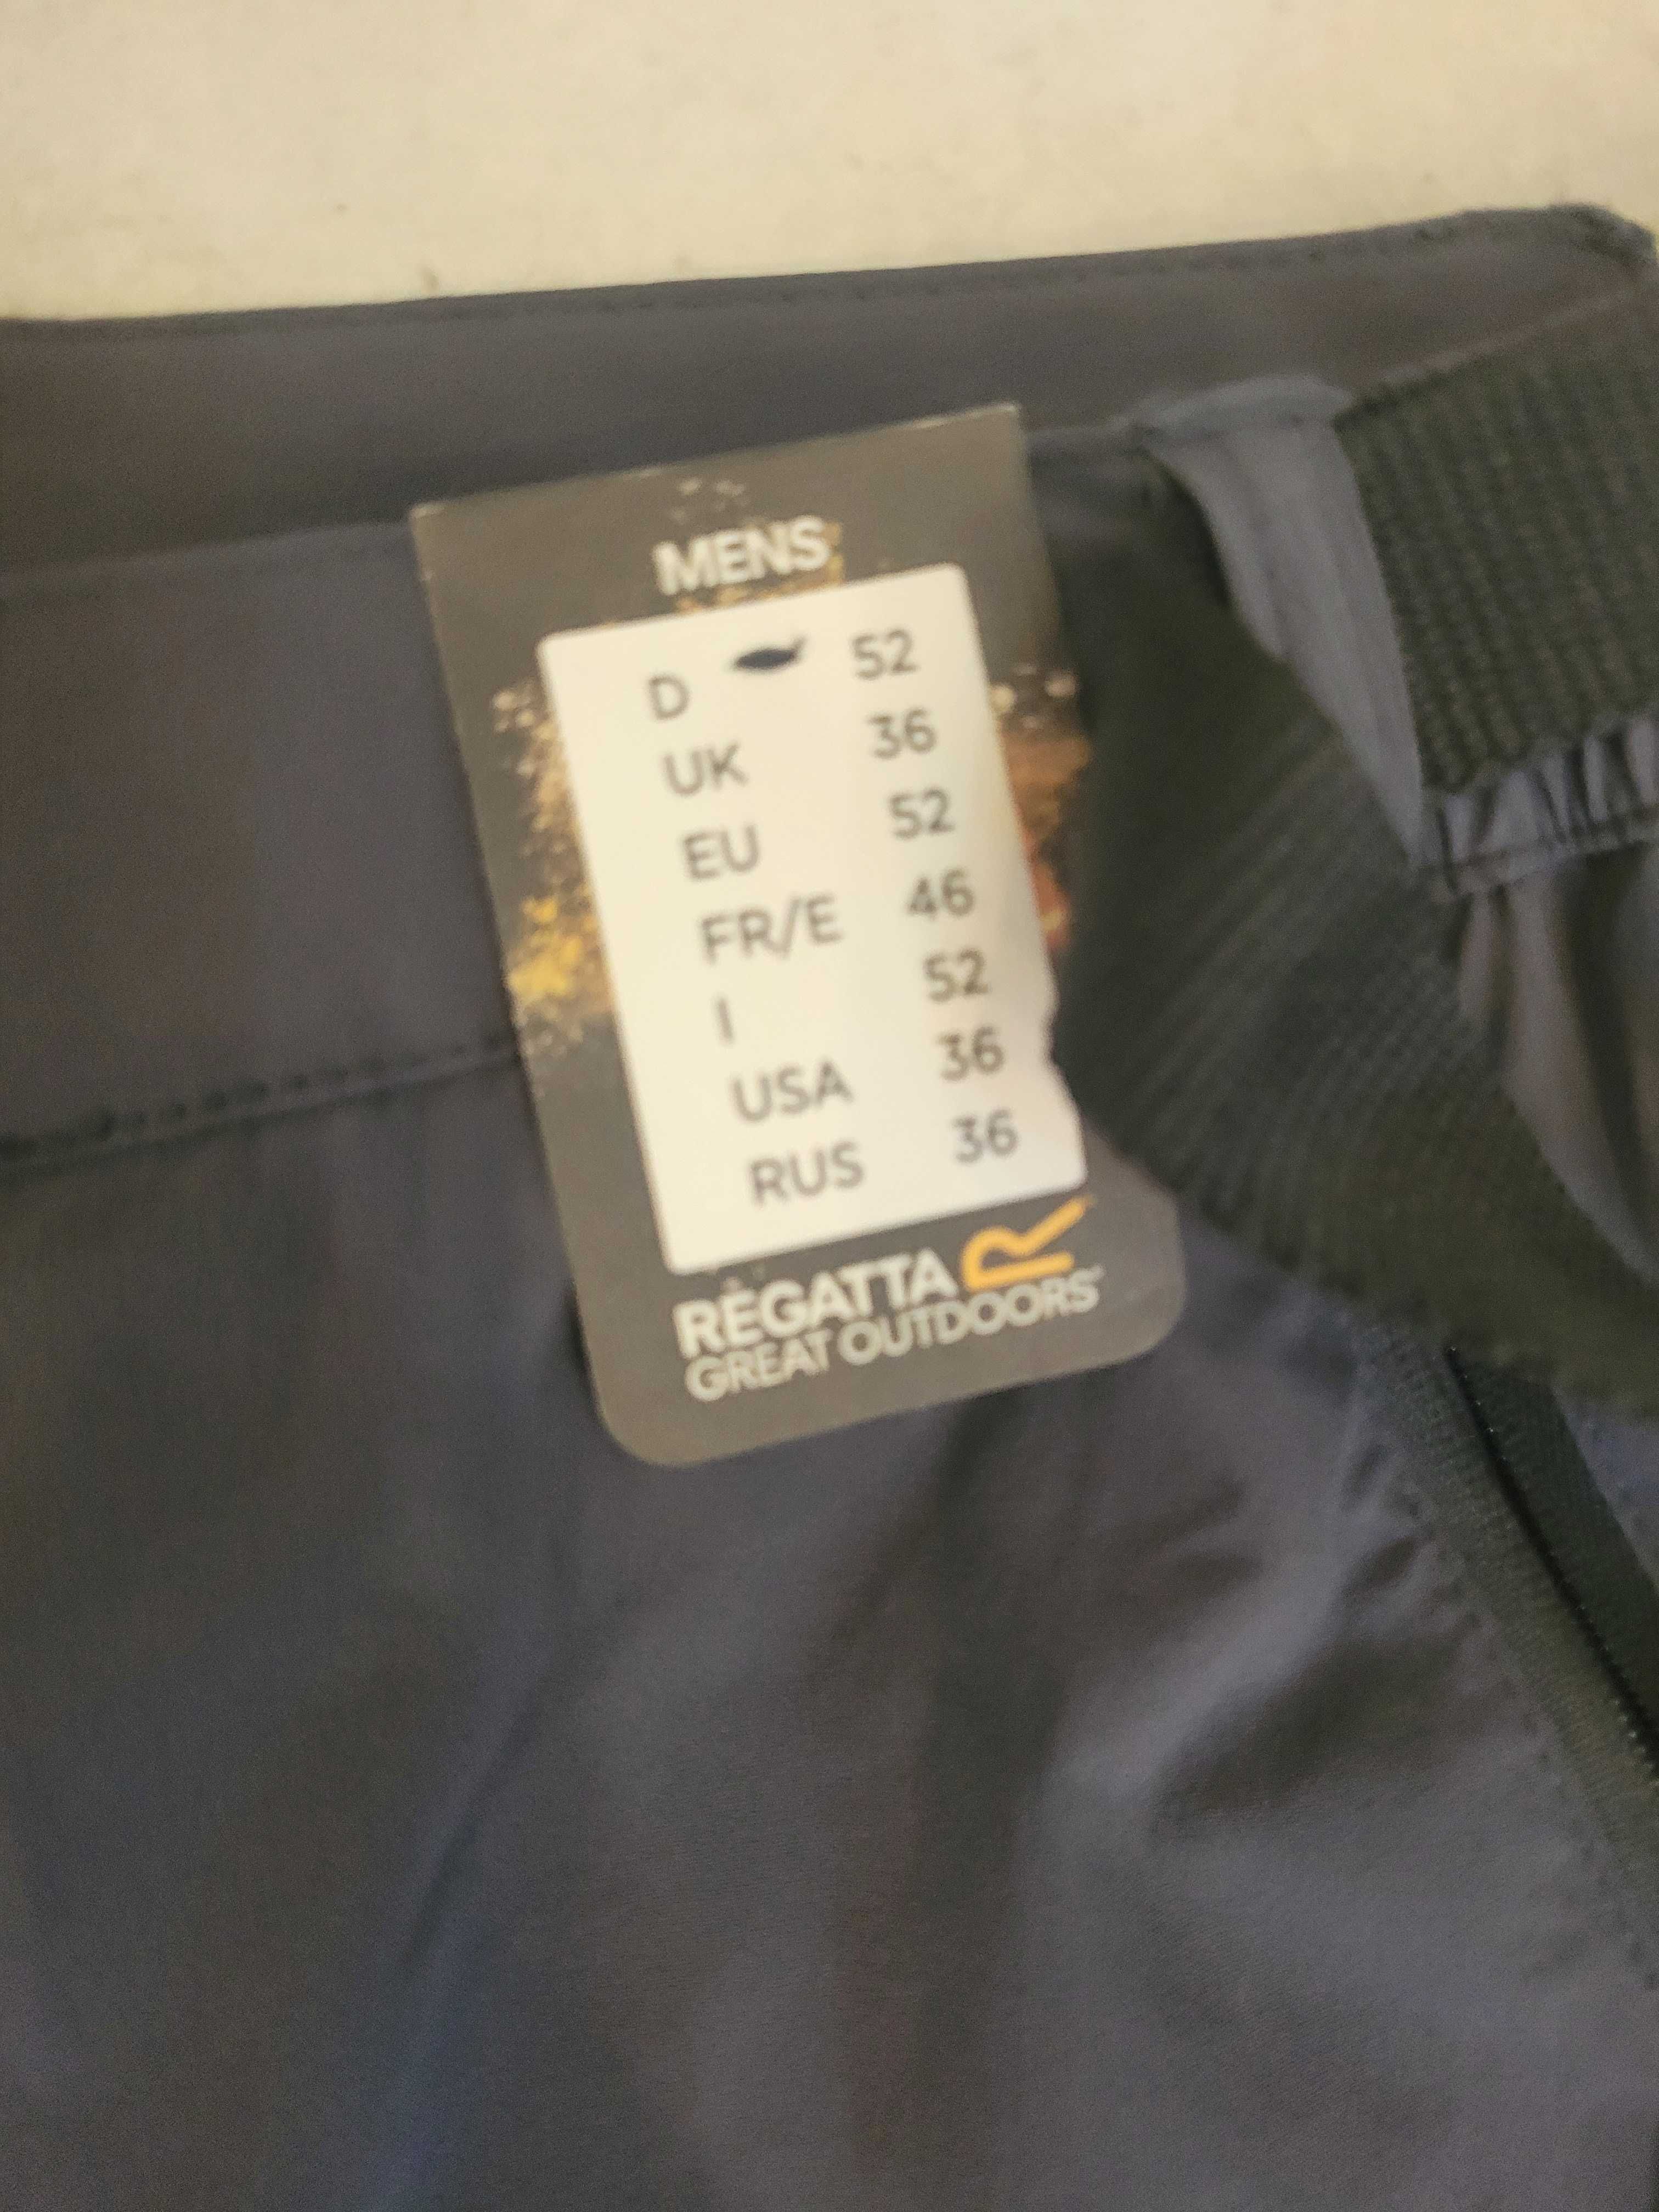 MENS
D 52
UK 36
EU 52
FR/E 46
I 52
USA 36
RUS 36
REGATTA
GREAT OUTDOORS